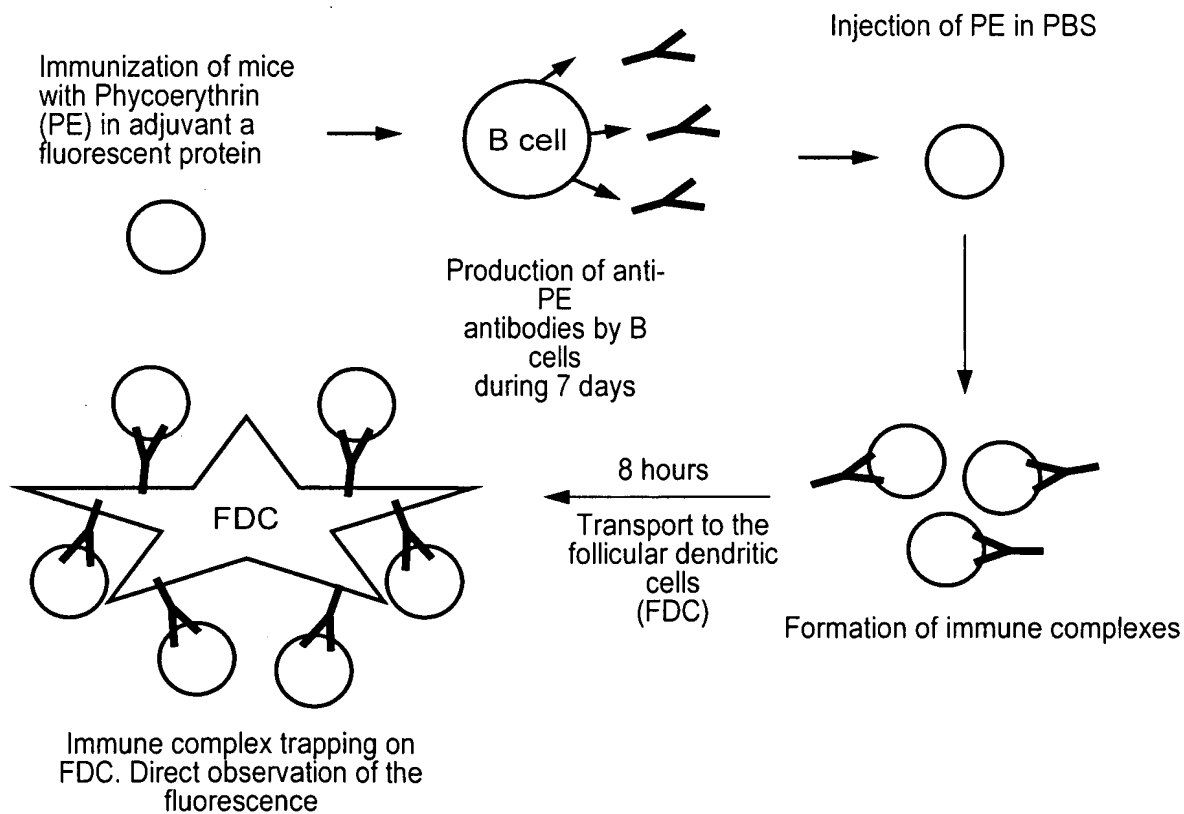 Immunization of mice
with Phycoerythrin
(PE) in adjuvant a
fluorescent protein
B cell
Injection of PE in PBS
Production of anti-
PE
antibodies by B
cells
during 7 days
FDC
8 hours
Transport to the
follicular dendritic
cells
(FDC)
Formation of immune complexes
Immune complex trapping on
FDC. Direct observation of the
fluorescence